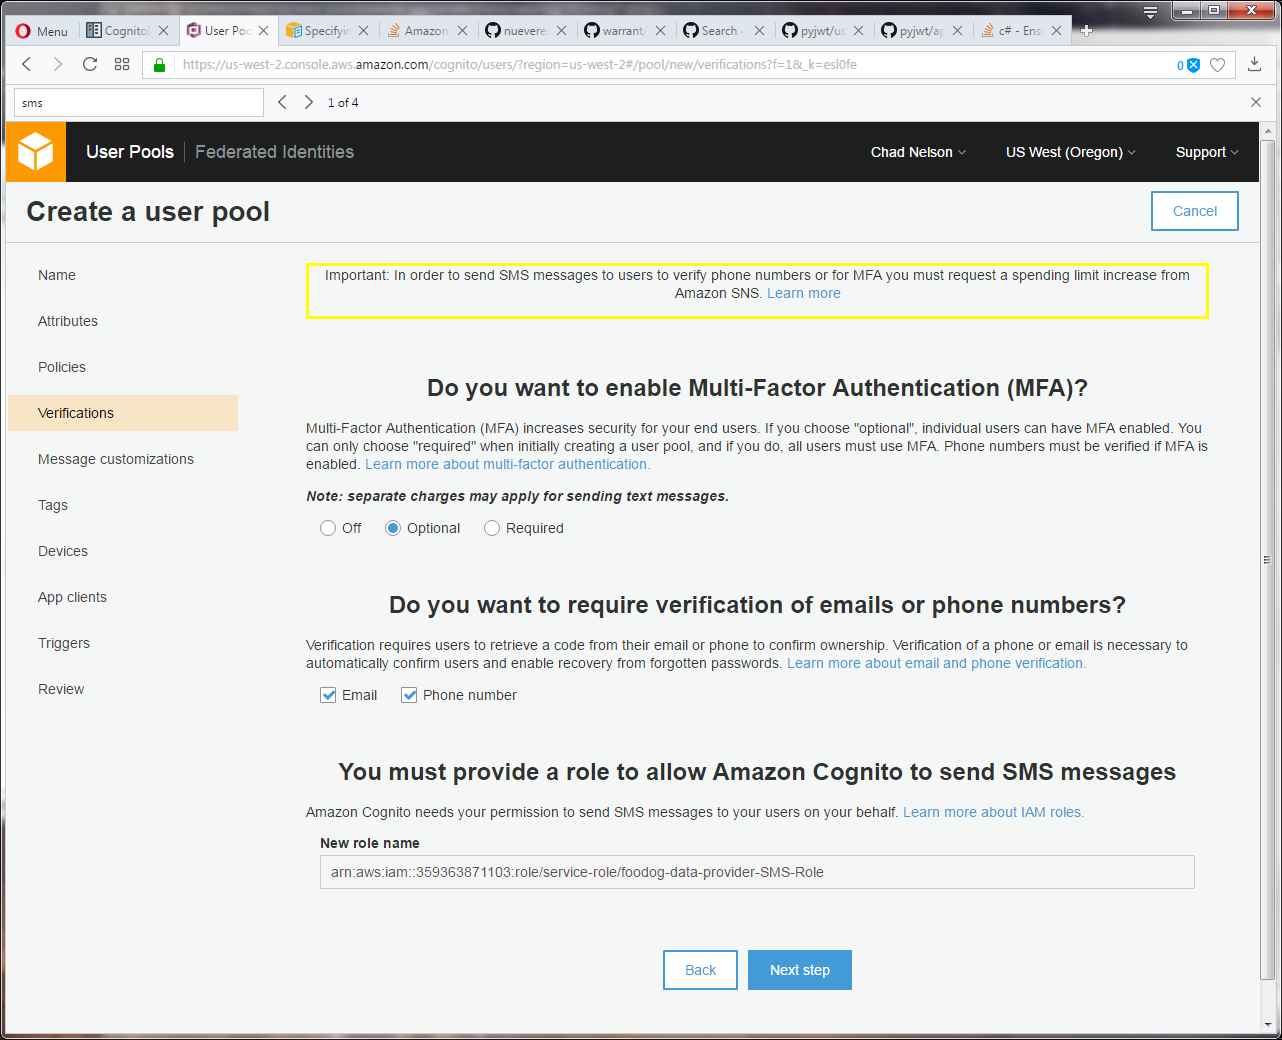 Menu
Cognitol
User Poc
Specifyin
Amazon
nuevere
warrant/
Search
pyjwt/us
pyjwt/ap
c# - Ens
https://us-west-2.console.aws.amazon.com/cognito/users/?region=us-west-2#/pool/new/verifications?f=1&_k=esl0fe
0
sms
1 of 4
User Pools
Federated Identities
Chad Nelson
US West (Oregon)
Support
Create a user pool
Cancel
Name
Attributes
Policies
Verifications
Message customizations
Tags
Devices
App clients
Triggers
Review
Important: In order to send SMS messages to users to verify phone numbers or for MFA you must request a spending limit increase from
Amazon SNS. Learn more
Do you want to enable Multi-Factor Authentication (MFA)?
Multi-Factor Authentication (MFA) increases security for your end users. If you choose "optional", individual users can have MFA enabled. You
can only choose "required" when initially creating a user pool, and if you do, all users must use MFA. Phone numbers must be verified if MFA is
enabled. Learn more about multi-factor authentication.
Note: separate charges may apply for sending text messages.
Off
Optional
Required
Do you want to require verification of emails or phone numbers?
Verification requires users to retrieve a code from their email or phone to confirm ownership. Verification of a phone or email is necessary to
automatically confirm users and enable recovery from forgotten passwords. Learn more about email and phone verification.
Email
Phone number
You must provide a role to allow Amazon Cognito to send SMS messages
Amazon Cognito needs your permission to send SMS messages to your users on your behalf. Learn more about IAM roles.
New role name
arn:aws:iam::359363871103:role/service-role/foodog-data-provider-SMS-Role
Back
Next step